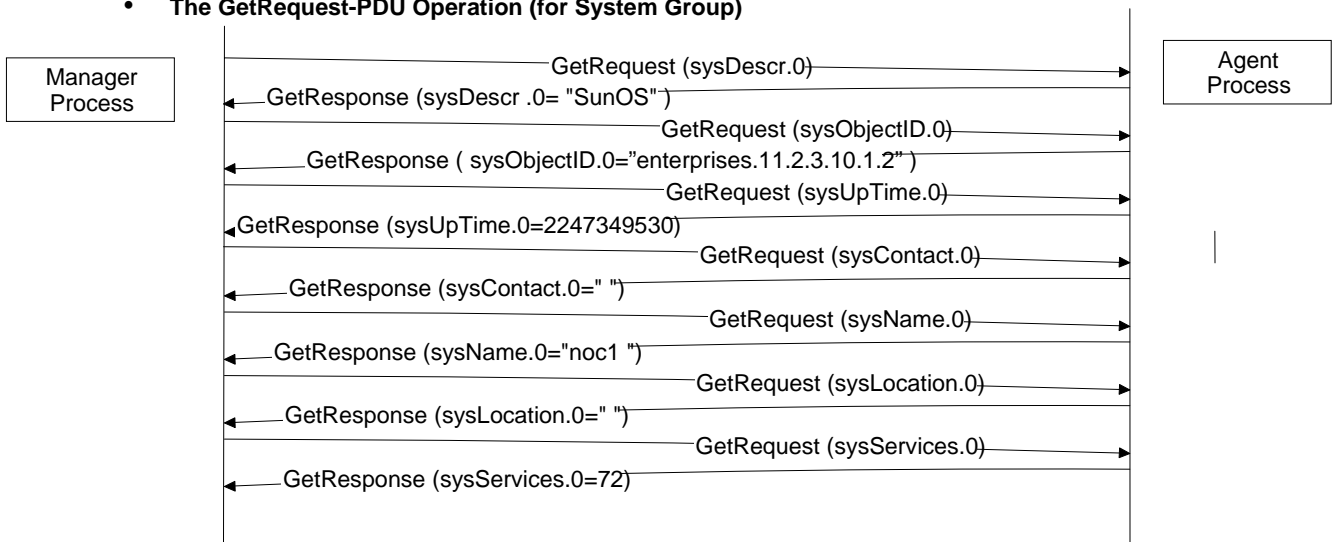 • The GetRequest-PDU Operation (for System Group)
Manager
Process
Agent
Process
GetRequest (sysDescr.0)
GetResponse (sysDescr .0= "SunOS" )
GetRequest (sysObjectID.0)
GetResponse ( sysObjectID.0="enterprises.11.2.3.10.1.2” )
GetRequest (sysUpTime.0)
GetResponse (sysUpTime.0=2247349530)
GetRequest (sysContact.0)
GetResponse (sysContact.0=" ")
GetRequest (sysName.0)
GetResponse (sysName.0="noc1 ")
GetRequest (sysLocation.0)
GetResponse (sysLocation.0=" ")
GetRequest (sysServices.0)
GetResponse (sysServices.0=72)